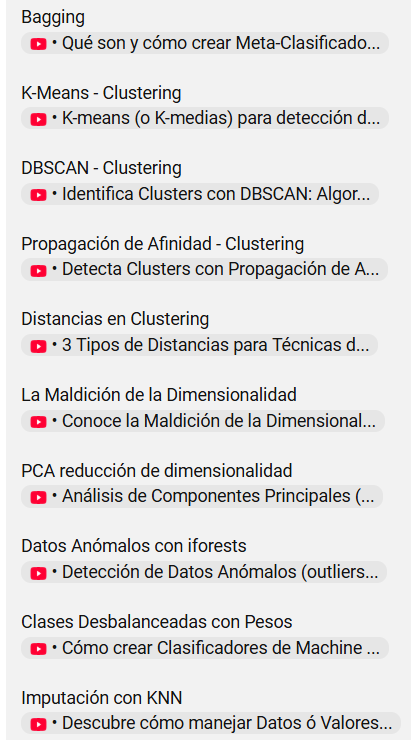 Bagging
• Qué son y cómo crear Meta-Clasificado...
K-Means - Clustering
• K-means (o K-medias) para detección d...
DBSCAN - Clustering
• Identifica Clusters con DBSCAN: Algor...
Propagación de Afinidad - Clustering
• Detecta Clusters con Propagación de A...
Distancias en Clustering
• 3 Tipos de Distancias para Técnicas d...
La Maldición de la Dimensionalidad
• Conoce la Maldición de la Dimensional...
PCA reducción de dimensionalidad
• Análisis de Componentes Principales (...
Datos Anómalos con iforests
• Detección de Datos Anómalos (outliers...
Clases Desbalanceadas con Pesos
• Cómo crear Clasificadores de Machine ...
Imputación con KNN
• Descubre cómo manejar Datos ó Valores...